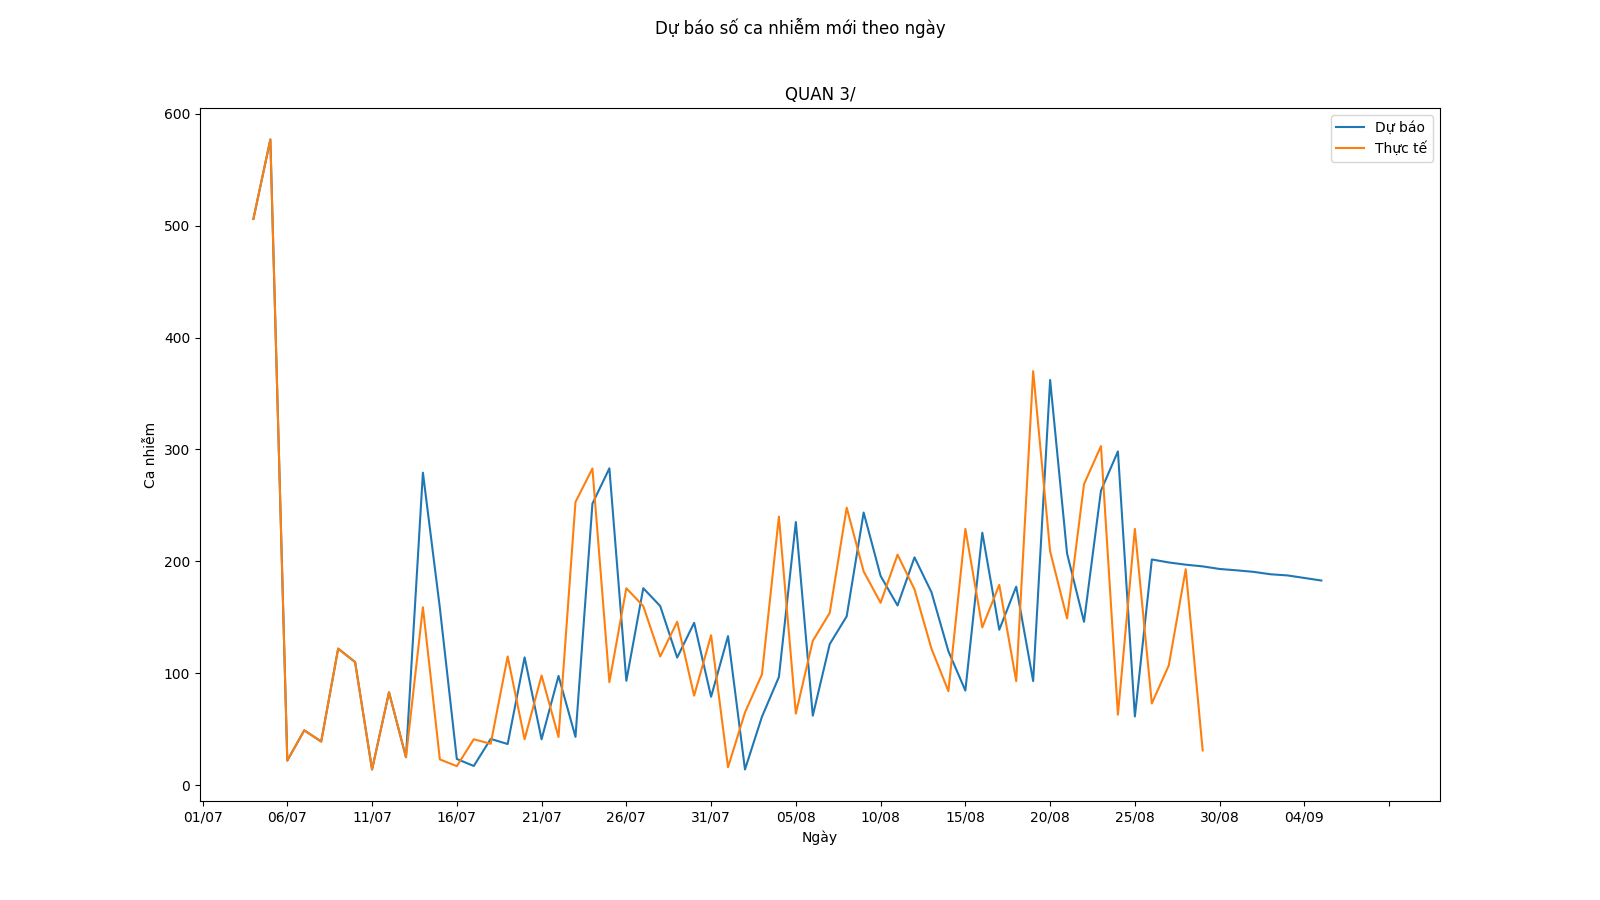 Dự báo số ca nhiễm mới theo ngày
QUAN 3/
Dự báo
Thực tế
600
500
400
300
200
100
0
Ca nhiễm
01/07 06/07 11/07 16/07 21/07 26/07 31/07 05/08 10/08 15/08 20/08 25/08 30/08 04/09
Ngày